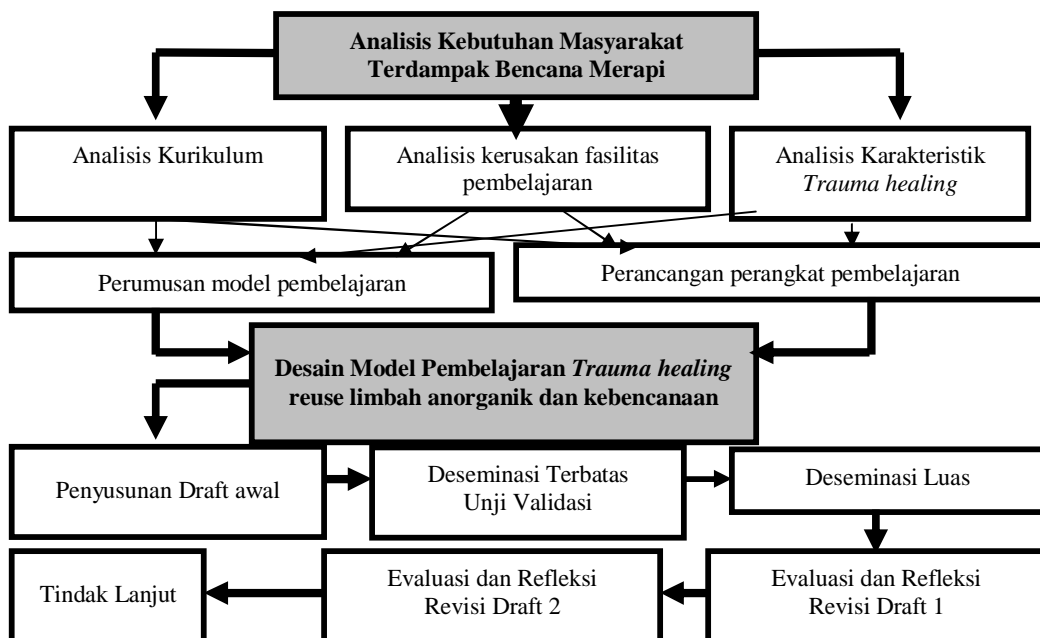 Analisis Kebutuhan Masyarakat
Terdampak Bencana Merapi
Analisis Kurikulum
Analisis kerusakan fasilitas
pembelajaran
Analisis Karakteristik
Trauma healing
Perumusan model pembelajaran
Perancangan perangkat pembelajaran
Desain Model Pembelajaran Trauma healing
reuse limbah anorganik dan kebencanaan
Penyusunan Draft awal
Deseminasi Terbatas
Unji Validasi
Deseminasi Luas
Tindak Lanjut
Evaluasi dan Refleksi
Revisi Draft 2
Evaluasi dan Refleksi
Revisi Draft 1